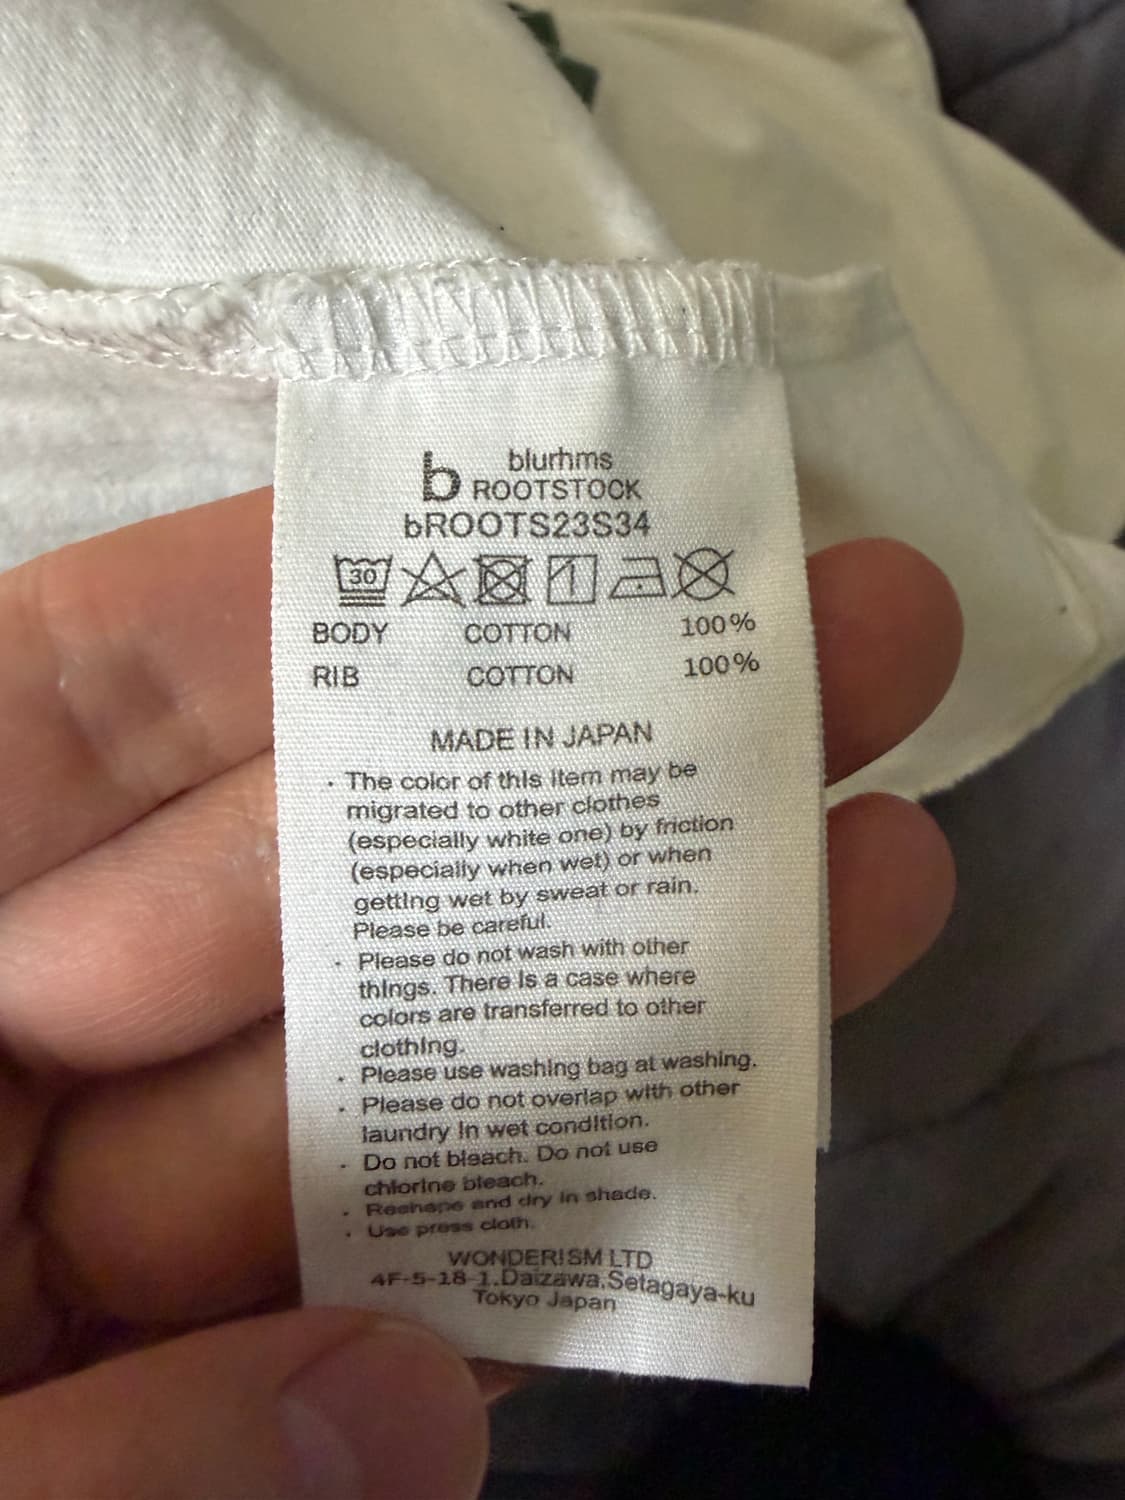 b
blurhms
ROOTSTOCK
bROOTS23S34
30
BODY COTTON 100%
RIB COTTON 100%
MADE IN JAPAN
· The color of this item may be
migrated to other clothes
(especially white one) by friction
(especially when wet) or when
getting wet by sweat or rain.
Please be careful.
· Please do not wash with other
things. There is a case where
colors are transferred to other
clothing.
· Please use washing bag at washing.
· Please do not overlap with other
laundry in wet condition.
· Do not bleach. Do not use
chlorine bleach.
· Reshape and dry in shade.
· Use press cloth.
WONDERISM LTD
4F-5-18-1.Daizawa,Setagaya-ku
Tokyo Japan